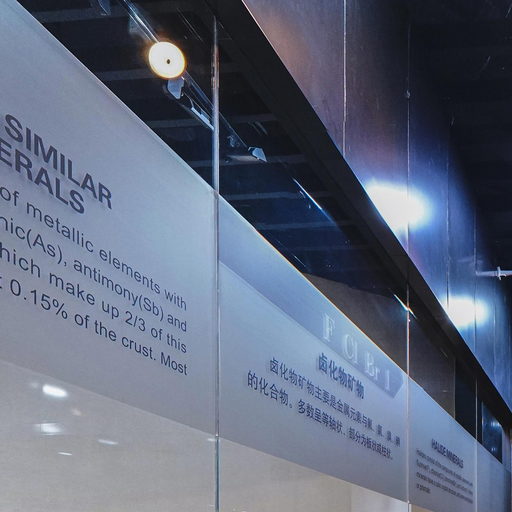 SIMILAR
ERALS
of metallic elements with
nic(As), antimony(Sb) and
hich make up 2/3 of this
0.15% of the crust. Most
F Cl Br I
卤化物矿物
卤化物矿物主要是金属元素与氟、氯、溴、碘
的化合物。多数呈等轴状，部分为板状或柱状。
HALIDE MINERALS